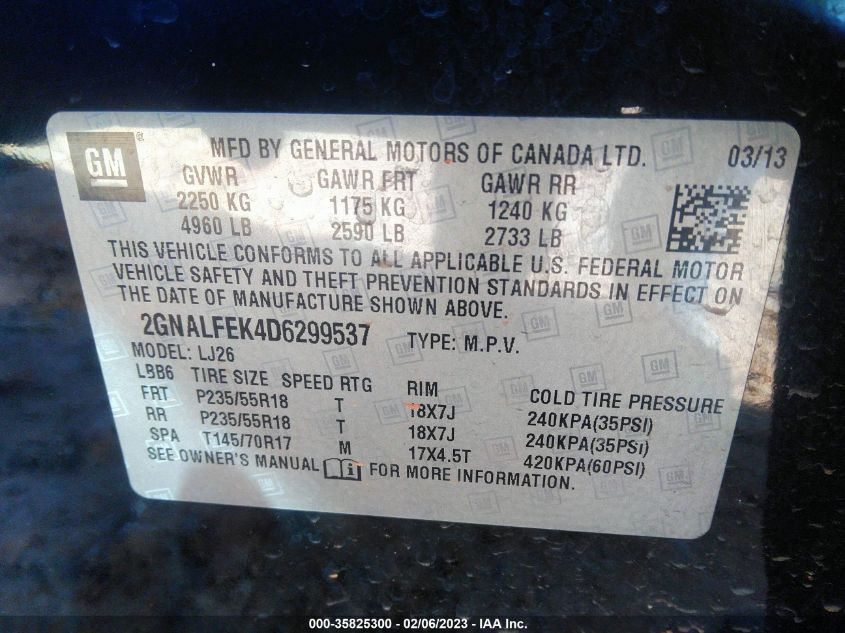 GM ® MFD BY GENERAL MOTORS OF CANADA LTD. 03/13
GVWR GAWR FRT GAWR RR
2250 KG 1175 KG 1240 KG
4960 LB 2590 LB 2733 LB
THIS VEHICLE CONFORMS TO ALL APPLICABLE U.S. FEDERAL MOTOR
VEHICLE SAFETY AND THEFT PREVENTION STANDARDS IN EFFECT ON
THE DATE OF MANUFACTURE SHOWN ABOVE.
2GNALFEK4D6299537 TYPE: M.P.V.
MODEL: LJ26
LBB6 TIRE SIZE SPEED RTG RIM COLD TIRE PRESSURE
FRT P235/55R18 T 18X7J 240KPA(35PSI)
RR P235/55R18 T 18X7J 240KPA(35PSI)
SPA T145/70R17 M 17X4.5T 420KPA(60PSI)
SEE OWNER'S MANUAL FOR MORE INFORMATION.
000-35825300 - 02/06/2023 - IAA Inc.